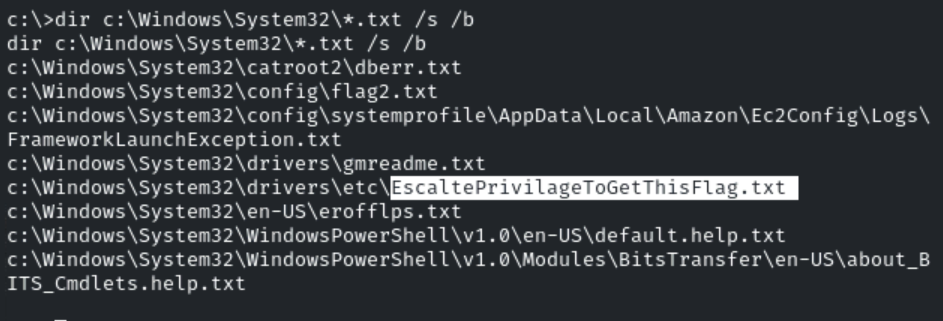 c:\>dir c:\Windows\System32\*.txt /s /b
dir c:\Windows\System32\*.txt /s /b
c:\Windows\System32\catroot2\dberr.txt
c:\Windows\System32\config\flag2.txt
c:\Windows\System32\config\systemprofile\AppData\Local\Amazon\Ec2Config\Logs\
FrameworkLaunchException.txt
c:\Windows\System32\drivers\gmreadme.txt
c:\Windows\System32\drivers\etc\EscaltePrivilageToGetThisFlag.txt
c:\Windows\System32\en-US\erofflps.txt
c:\Windows\System32\WindowsPowerShell\v1.0\en-US\default.help.txt
c:\Windows\System32\WindowsPowerShell\v1.0\Modules\BitsTransfer\en-US\about_B
ITS_Cmdlets.help.txt